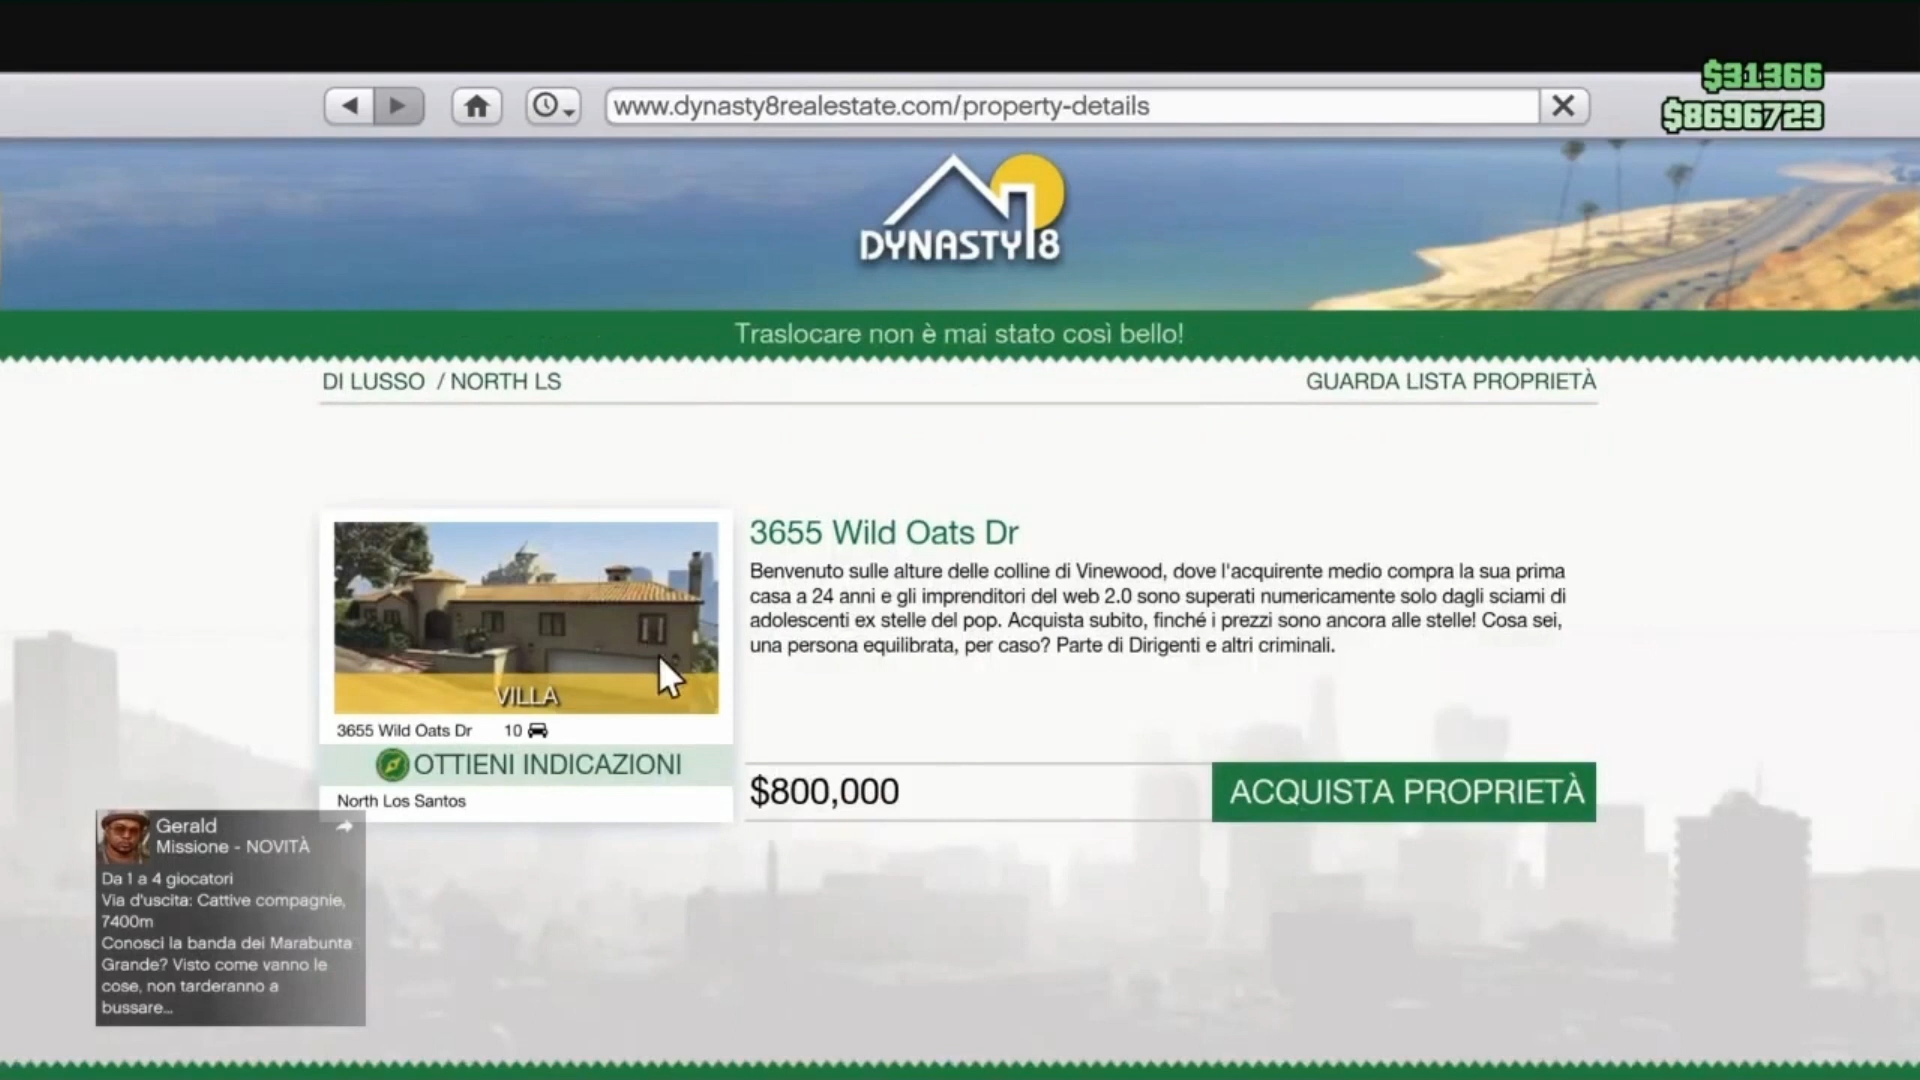 $31366
www.dynasty8realestate.com/property-details
$8696723
DYNASTY 8
Traslocare non è mai stato così bello!
DI LUSSO / NORTH LS
GUARDA LISTA PROPRIETÀ
VILLA
3655 Wild Oats Dr 10
OTTIENI INDICAZIONI
North Los Santos
3655 Wild Oats Dr
Benvenuto sulle alture delle colline di Vinewood, dove l'acquirente medio compra la sua prima
casa a 24 anni e gli imprenditori del web 2.0 sono superati numericamente solo dagli sciami di
adolescenti ex stelle del pop. Acquista subito, finché i prezzi sono ancora alle stelle! Cosa sei,
una persona equilibrata, per caso? Parte di Dirigenti e altri criminali.
$800,000
ACQUISTA PROPRIETÀ
Gerald
Missione - NOVITÀ
Da 1 a 4 giocatori
Via d'uscita: Cattive compagnie,
7400m
Conosci la banda dei Marabunta
Grande? Visto come vanno le
cose, non tarderanno a
bussare...